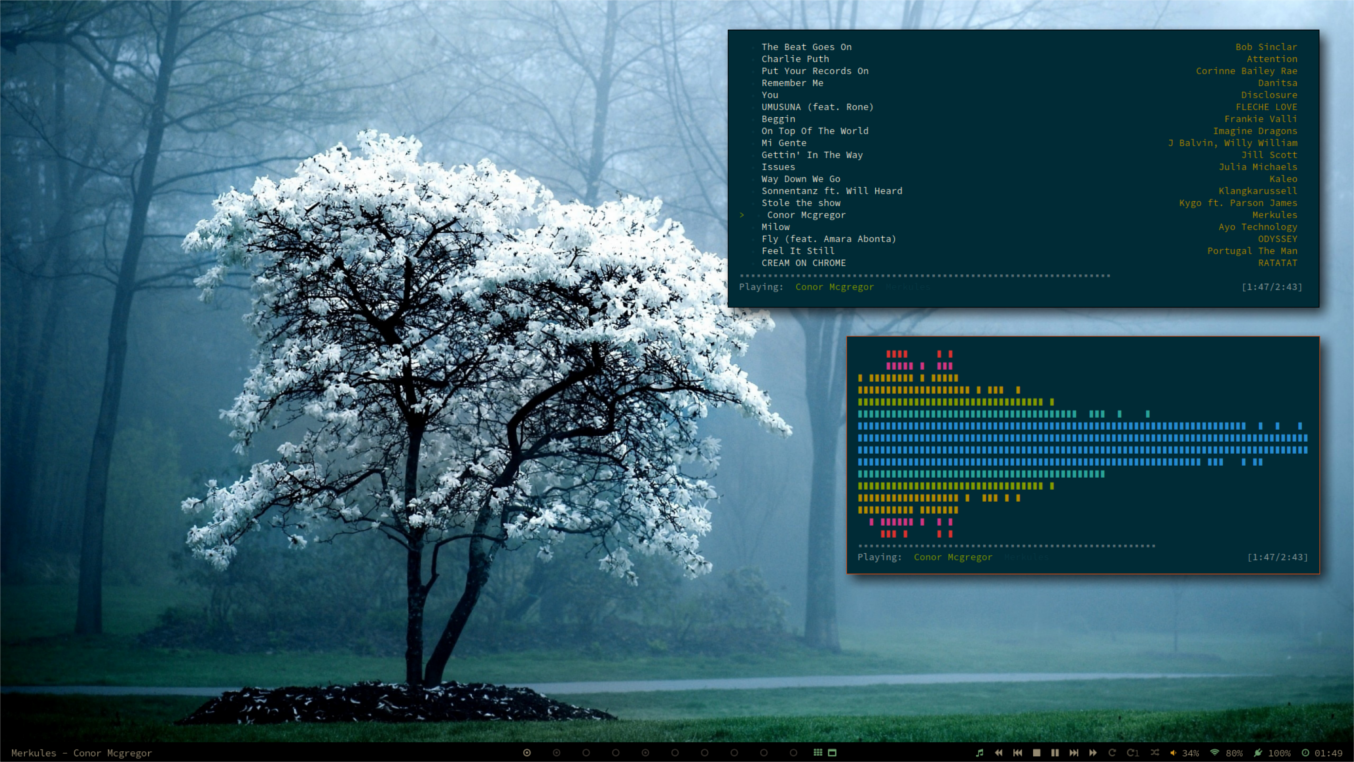 The Beat Goes On Bob Sinclar
Charlie Puth Attention
Put Your Records On Corinne Bailey Rae
Remember Me Danitsa
You Disclosure
UMUSUNA (feat. Rone) FLECHE LOVE
Beggin Frankie Valli
On Top Of The World Imagine Dragons
Mi Gente J Balvin, Willy William
Gettin' In The Way Jill Scott
Issues Julia Michaels
Way Down We Go Kaleo
Sonnentanz ft. Will Heard Klangkarussell
Stole the show Kygo ft. Parson James
> Conor Mcgregor Merkules
Milow Ayo Technology
Fly (feat. Amara Abonta) ODYSSEY
Feel It Still Portugal The Man
CREAM ON CHROME RATATAT
Playing: Conor Mcgregor Merkules [1:47/2:43]
Playing: Conor Mcgregor [1:47/2:43]
Merkules - Conor Mcgregor 34% 80% 100% 01:49